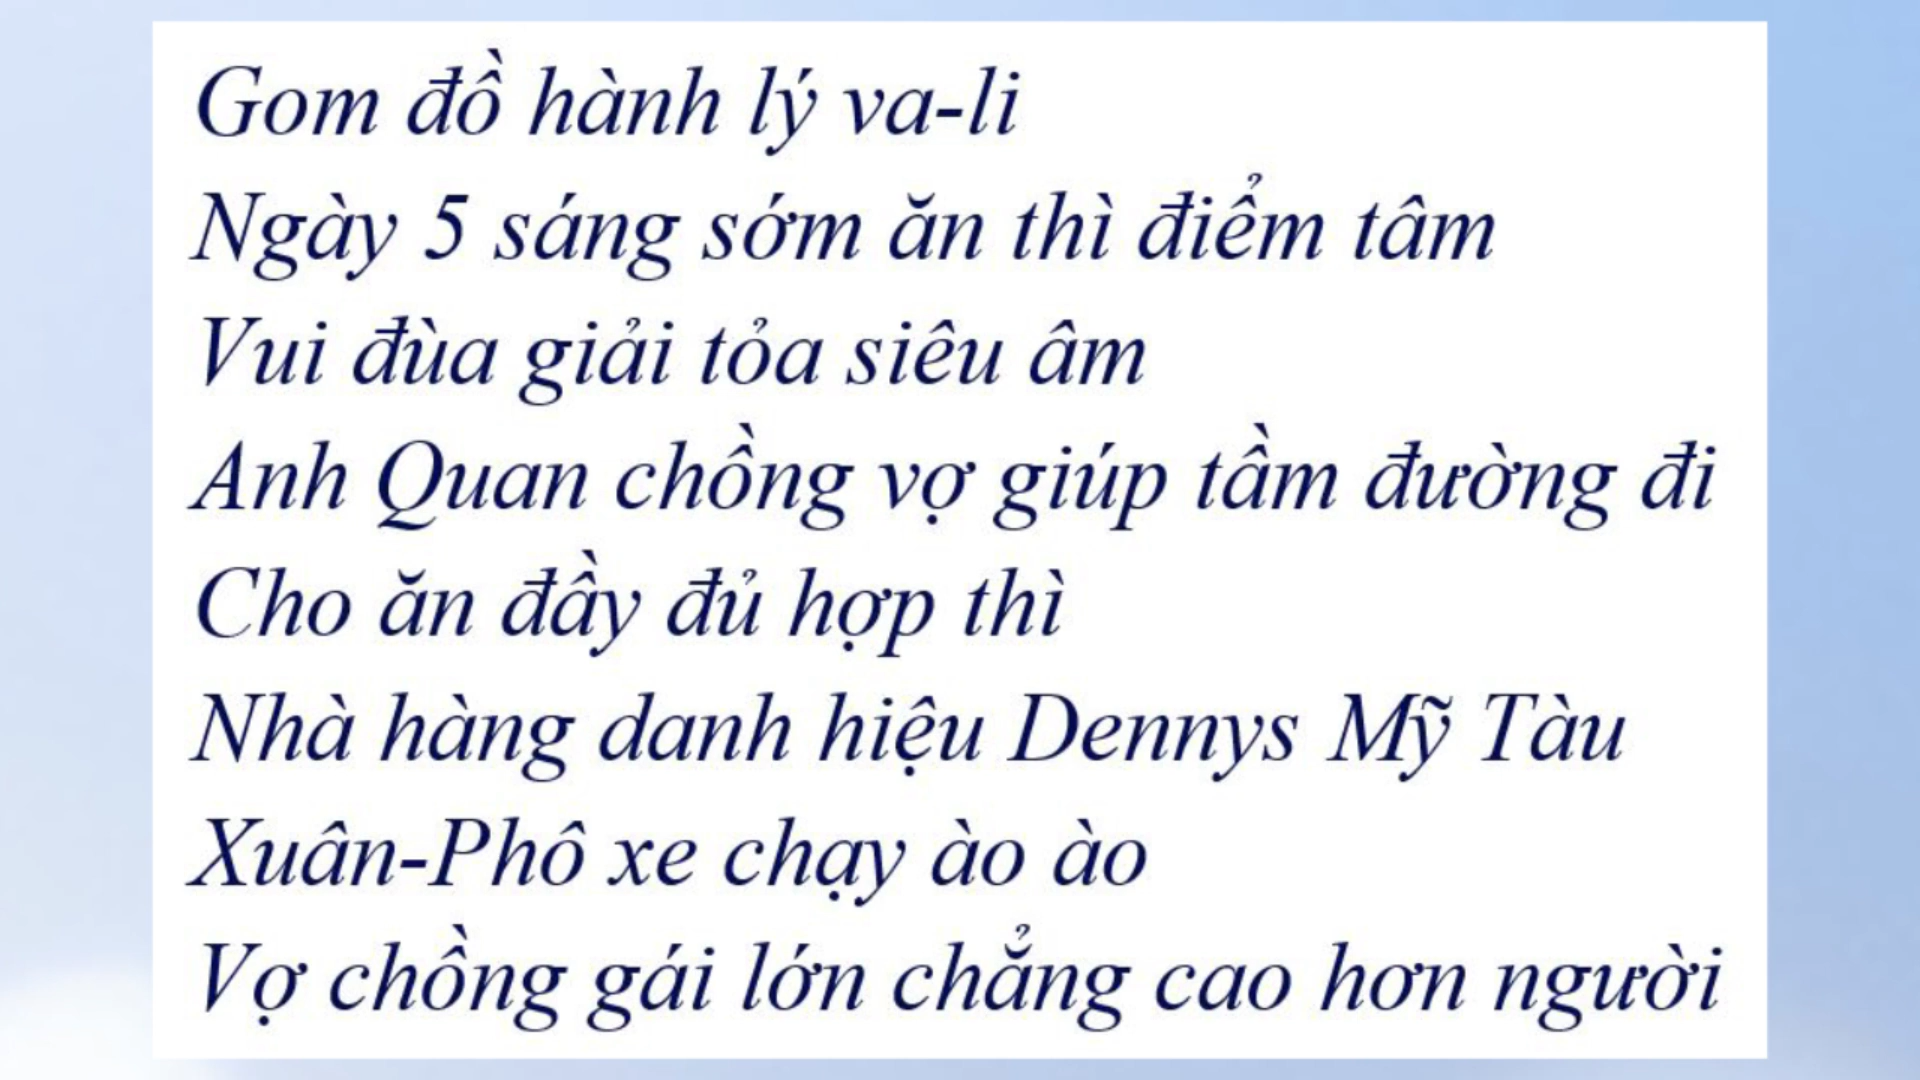 Gom đồ hành lý va-li
Ngày 5 sáng sớm ăn thì điểm tâm
Vui đùa giải tỏa siêu âm
Anh Quan chồng vợ giúp tầm đường đi
Cho ăn đầy đủ hợp thì
Nhà hàng danh hiệu Dennys Mỹ Tàu
Xuân-Phô xe chạy ào ào
Vợ chồng gái lớn chẳng cao hơn người